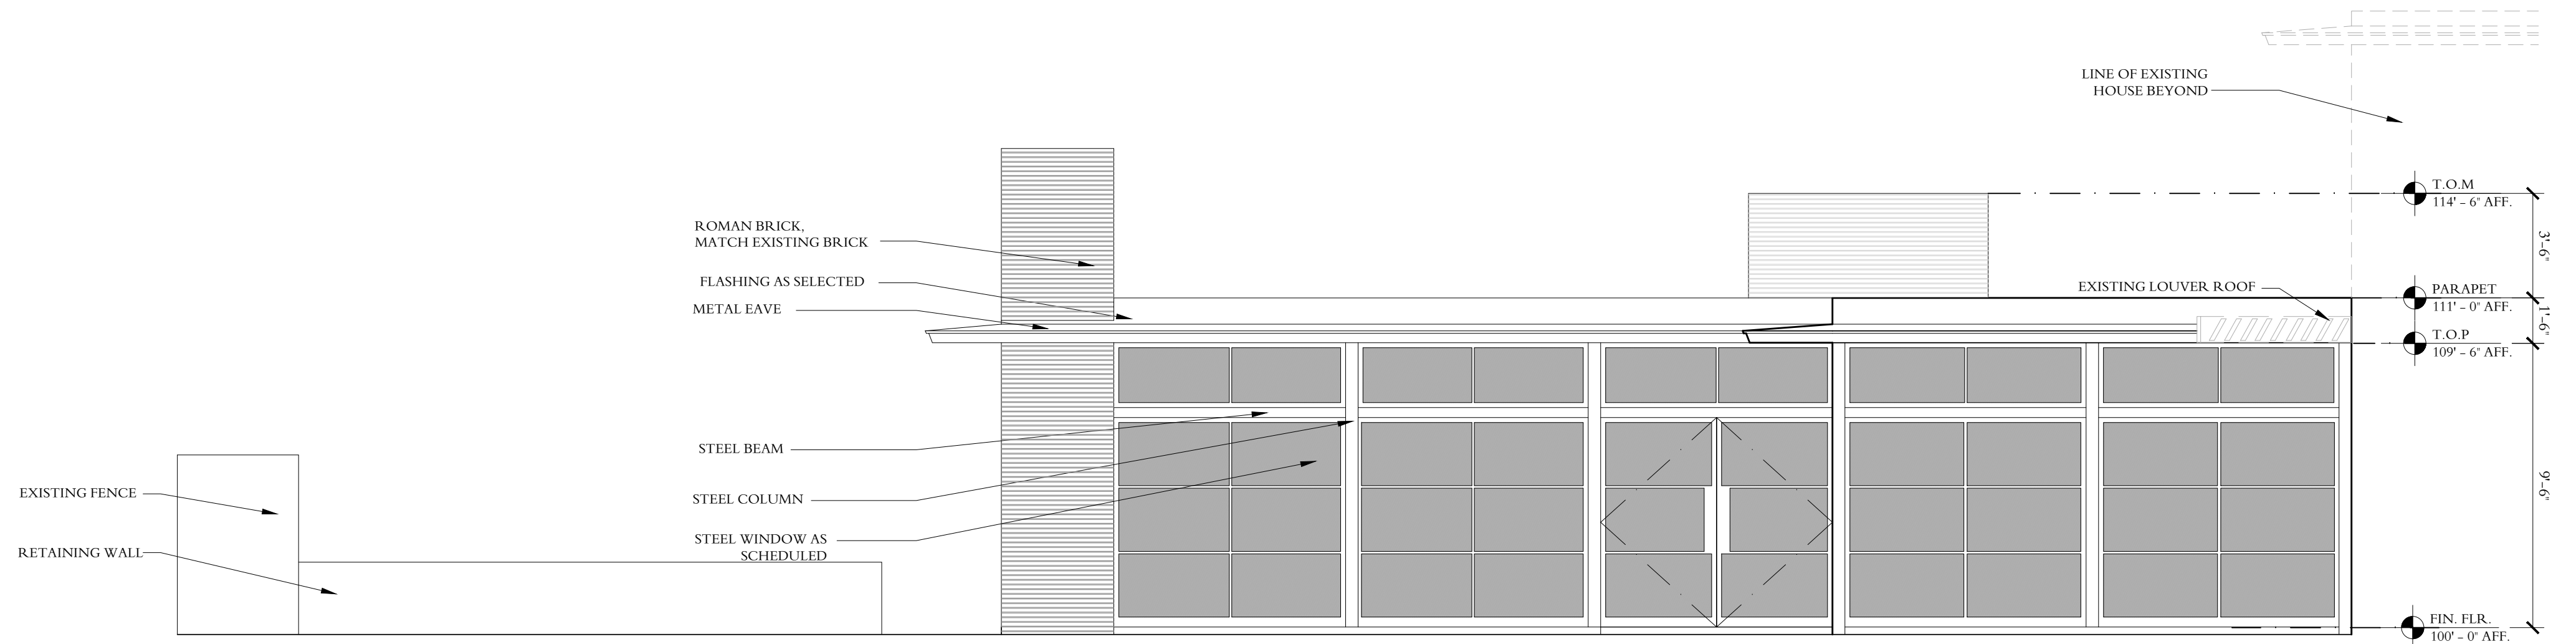 LINE OF EXISTING
HOUSE BEYOND
T.O.M
114' - 6" AFF.
3'-6"
ROMAN BRICK,
MATCH EXISTING BRICK
FLASHING AS SELECTED
EXISTING LOUVER ROOF
PARAPET
111' - 0" AFF.
METAL EAVE
1'-6"
T.O.P
109' - 6" AFF.
STEEL BEAM
9'-6"
EXISTING FENCE
STEEL COLUMN
STEEL WINDOW AS
SCHEDULED
RETAINING WALL
FIN. FLR.
100' - 0" AFF.